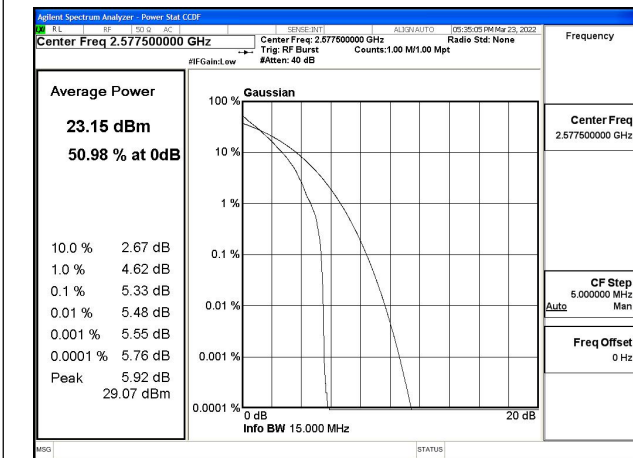 Agilent Spectrum Analyzer - Power Stat CCDF
RL RF 50 Ω AC SENSE:INT ALIGN AUTO 05:35:05 PM Mar 23, 2022
Center Freq 2.577500000 GHz
Center Freq: 2.577500000 GHz Radio Std: None
Trig: RF Burst Counts:1.00 M/1.00 Mpt
#IFGain:Low #Atten: 40 dB
Frequency
Average Power
23.15 dBm
50.98 % at 0dB
10.0 % 2.67 dB
1.0 % 4.62 dB
0.1 % 5.33 dB
0.01 % 5.48 dB
0.001 % 5.55 dB
0.0001 % 5.76 dB
Peak 5.92 dB
29.07 dBm
Gaussian
100 %
10 %
1 %
0.1 %
0.01 %
0.001 %
0.0001 %
0 dB 20 dB
Info BW 15.000 MHz
Center Freq
2.577500000 GHz
CF Step
5.000000 MHz
Auto Man
Freq Offset
0 Hz
MSG STATUS